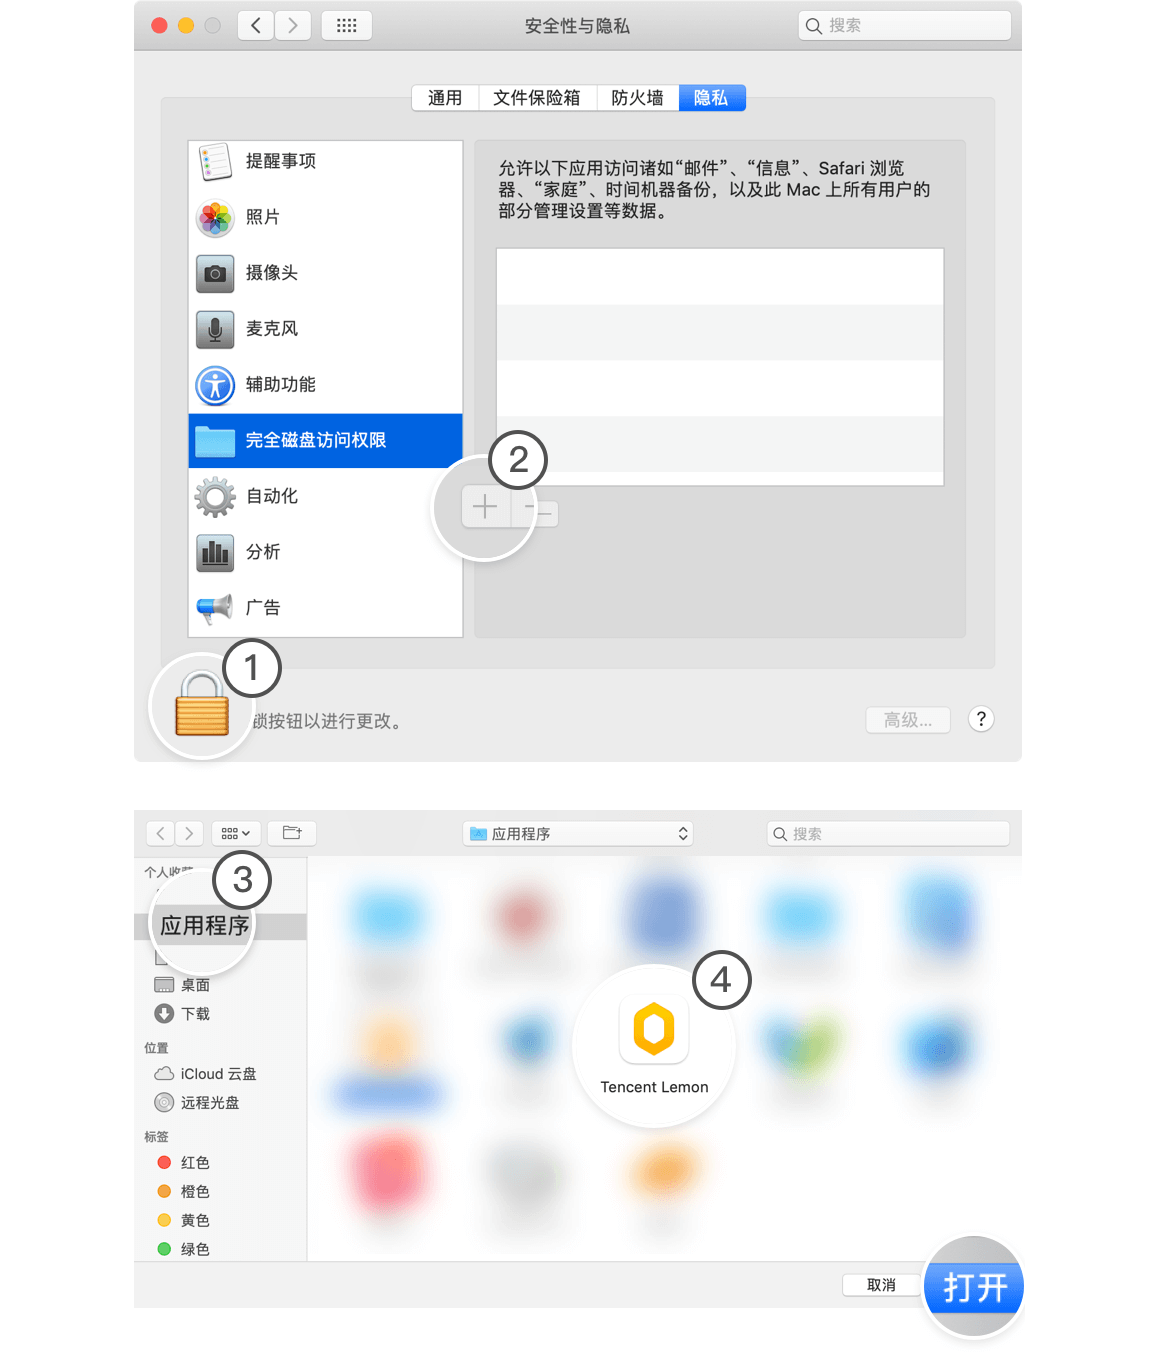 安全性与隐私
搜索
通用
文件保险箱
防火墙
隐私
提醒事项
照片
摄像头
麦克风
辅助功能
完全磁盘访问权限
自动化
分析
广告
允许以下应用访问诸如“邮件”、“信息”、Safari 浏览
器、“家庭”、时间机器备份，以及此 Mac 上所有用户的
部分管理设置等数据。
2
1
锁按钮以进行更改。
高级...
?
应用程序
搜索
个人收藏
3
应用程序
桌面
下载
位置
iCloud 云盘
远程光盘
标签
红色
橙色
黄色
绿色
4
Tencent Lemon
取消
打开